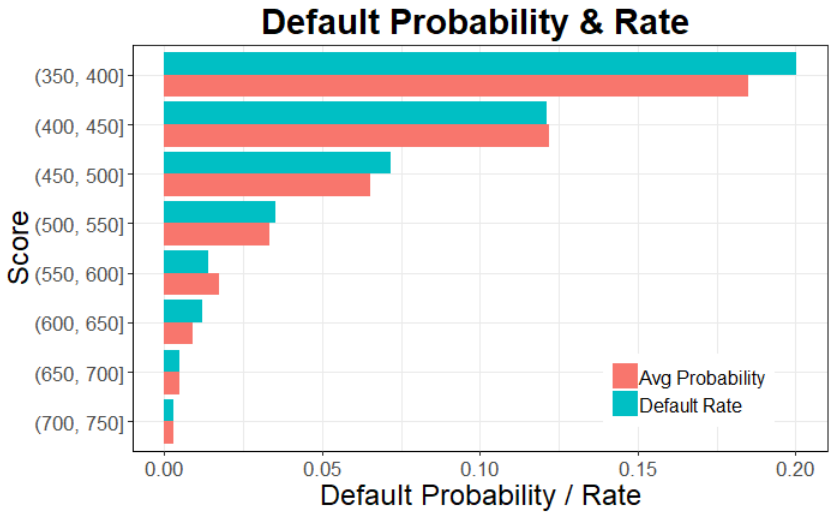 Default Probability & Rate
Score
(350, 400]
(400, 450]
(450, 500]
(500, 550]
(550, 600]
(600, 650]
(650, 700]
(700, 750]
Avg Probability
Default Rate
0.00 0.05 0.10 0.15 0.20
Default Probability / Rate